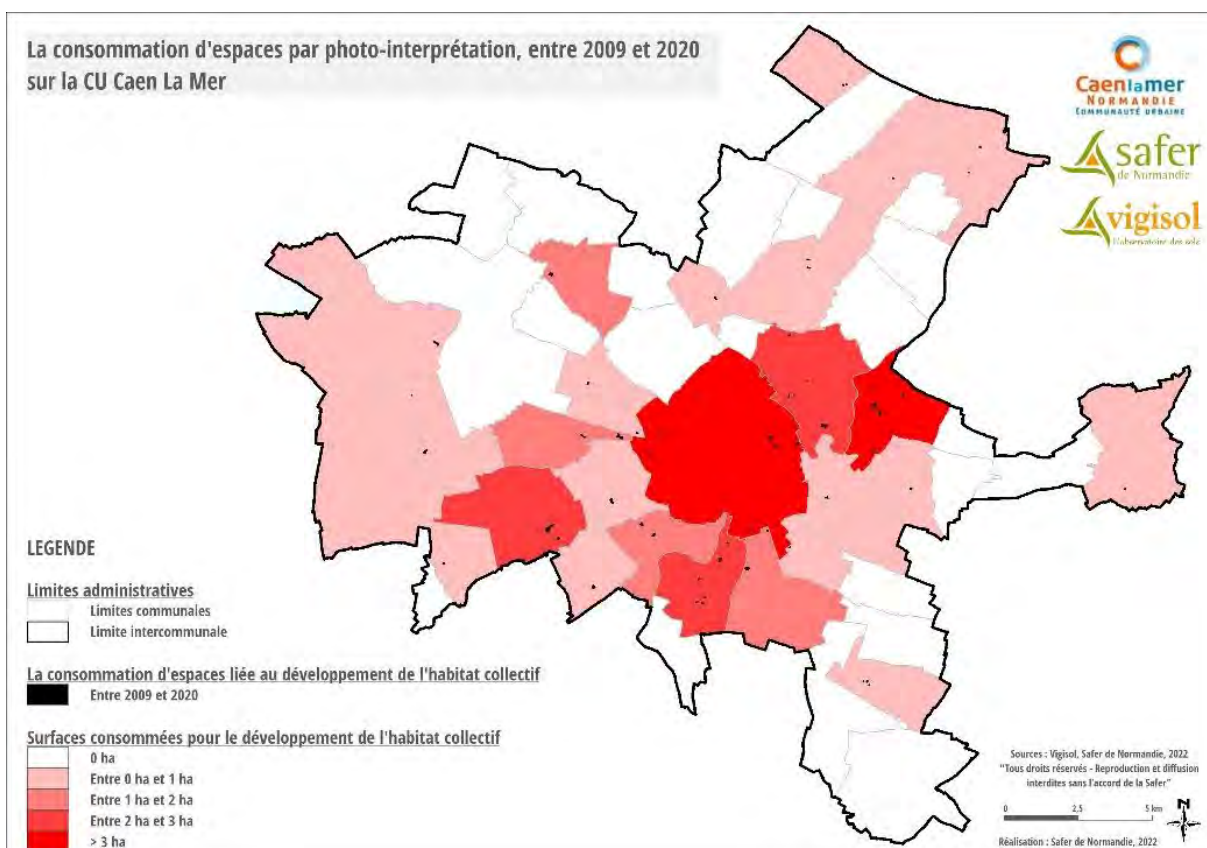 La consommation d'espaces par photo-interprétation, entre 2009 et 2020
sur la CU Caen La Mer
Caenlamer
NORMANDIE
COMMUNAUTÉ URBAINE
safer
de Normandie
vigisol
L'observatoire des sols
LEGENDE
Limites administratives
Limites communales
Limite intercommunale
La consommation d'espaces liée au développement de l'habitat collectif
Entre 2009 et 2020
Surfaces consommées pour le développement de l'habitat collectif
0 ha
Entre 0 ha et 1 ha
Entre 1 ha et 2 ha
Entre 2 ha et 3 ha
> 3 ha
Sources : Vigisol, Safer de Normandie, 2022
"Tous droits réservés - Reproduction et diffusion
interdites sans l'accord de la Safer"
0 2,5 5 km
N
Réalisation : Safer de Normandie, 2022